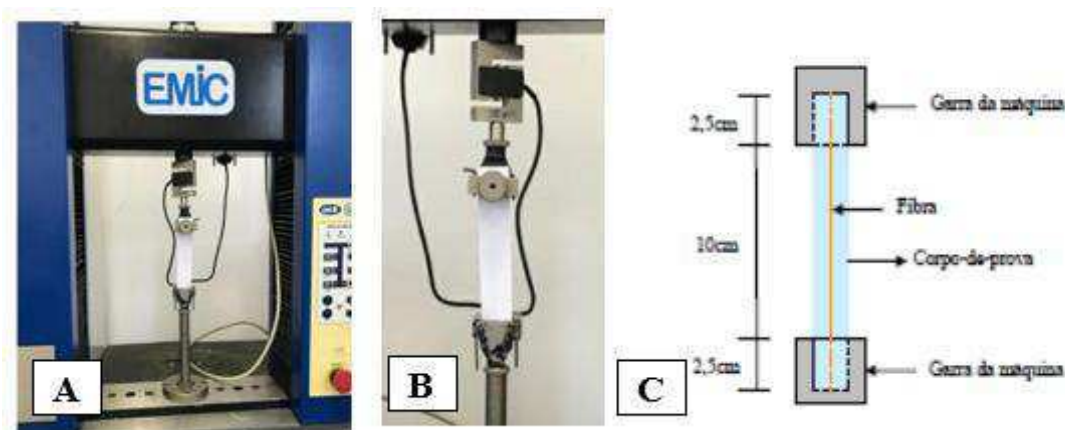 EMIC
A
B
2,5cm
Garra da máquina
10cm
Fibra
Corpo-de-prova
2,5cm
Garra da máquina
C